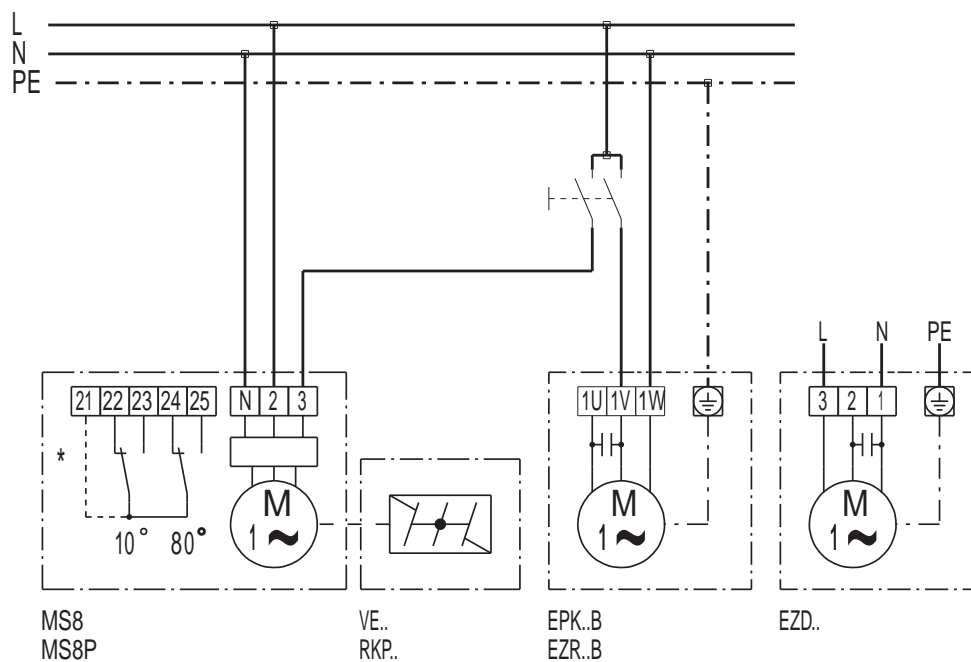 L
N
PE
L N PE
21 22 23 24 25 N 2 3 1U 1V 1W 3 2 1
*
10° 80°
M
1 ~
M
1 ~
M
1 ~
MS8 VE.. EPK..B EZD..
MS8P RKP.. EZR..B